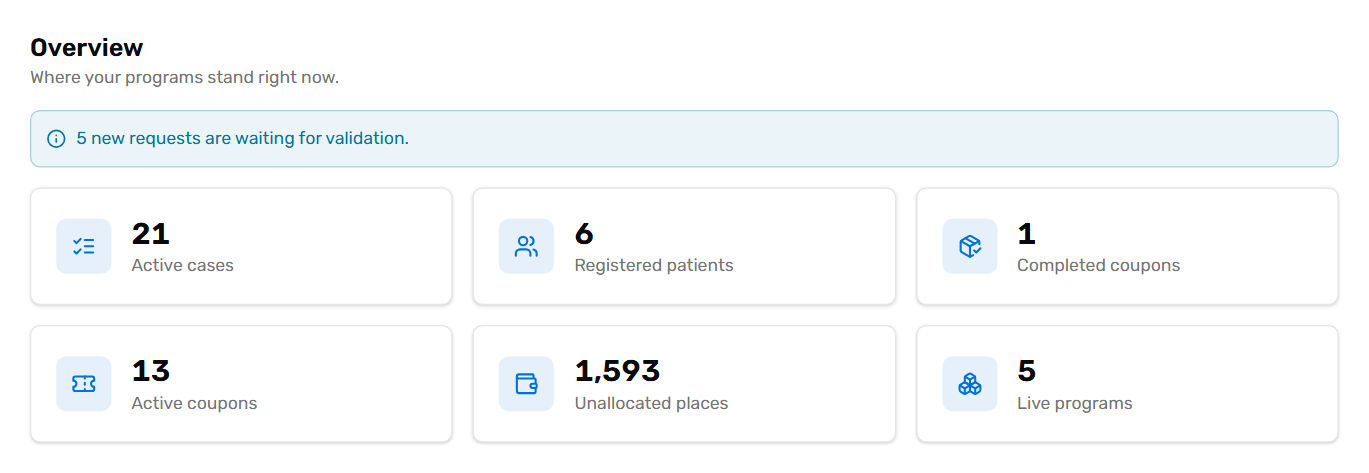 Overview
Where your programs stand right now.
5 new requests are waiting for validation.
21
Active cases
6
Registered patients
1
Completed coupons
13
Active coupons
1,593
Unallocated places
5
Live programs